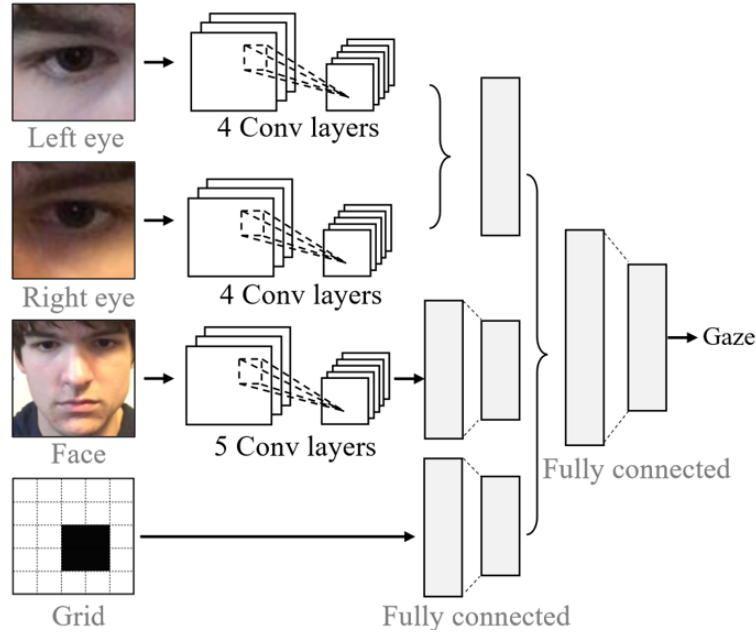 Left eye
4 Conv layers
Right eye
4 Conv layers
Face
5 Conv layers
Grid
Fully connected
Fully connected
Gaze